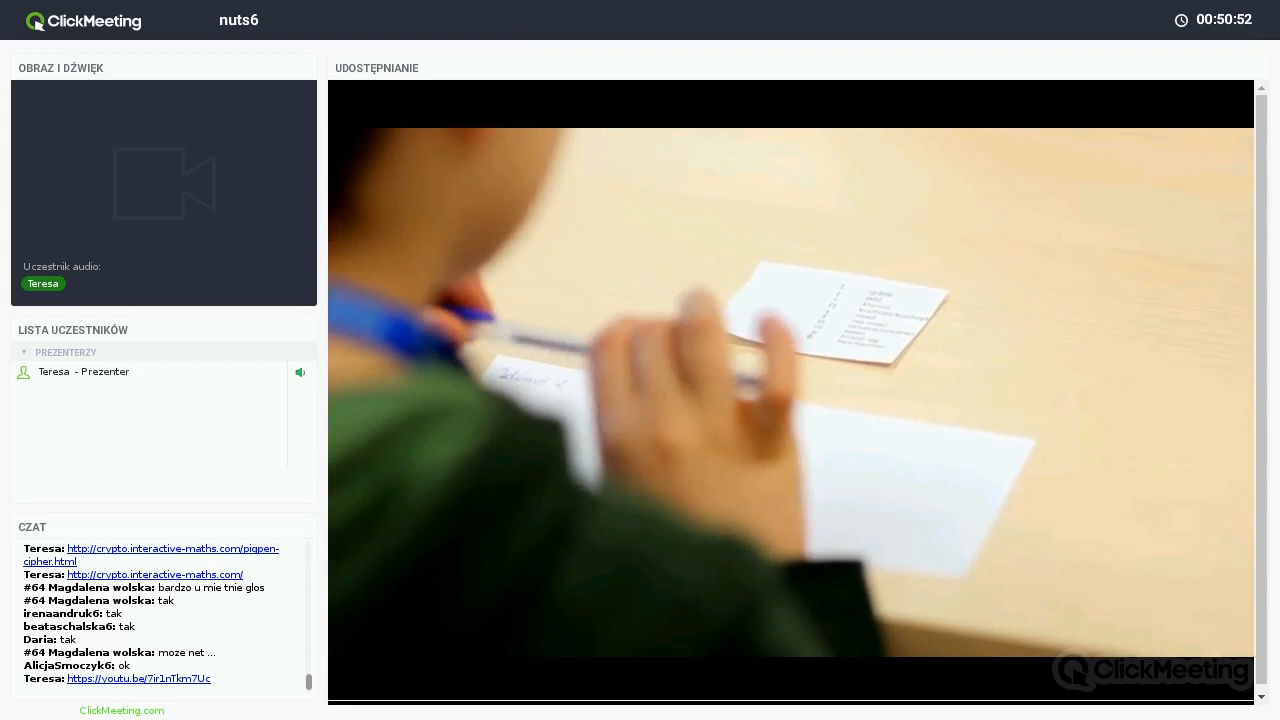 ClickMeeting
nuts6
00:50:52
OBRAZ I DŹWIĘK
Uczestnik audio:
Teresa
LISTA UCZESTNIKÓW
PREZENTERZY
Teresa - Prezenter
CZAT
Teresa: http://crypto.interactive-maths.com/pigpen-
cipher.html
Teresa: http://crypto.interactive-maths.com/
#64 Magdalena wolska: bardzo u mie tnie glos
#64 Magdalena wolska: tak
irenaandruk6: tak
beataschalska6: tak
Daria: tak
#64 Magdalena wolska: moze net ...
AlicjaSmoczyk6: ok
Teresa: https://youtu.be/7ir1nTkm7Uc
ClickMeeting.com
UDOSTĘPNIANIE
ClickMeeting